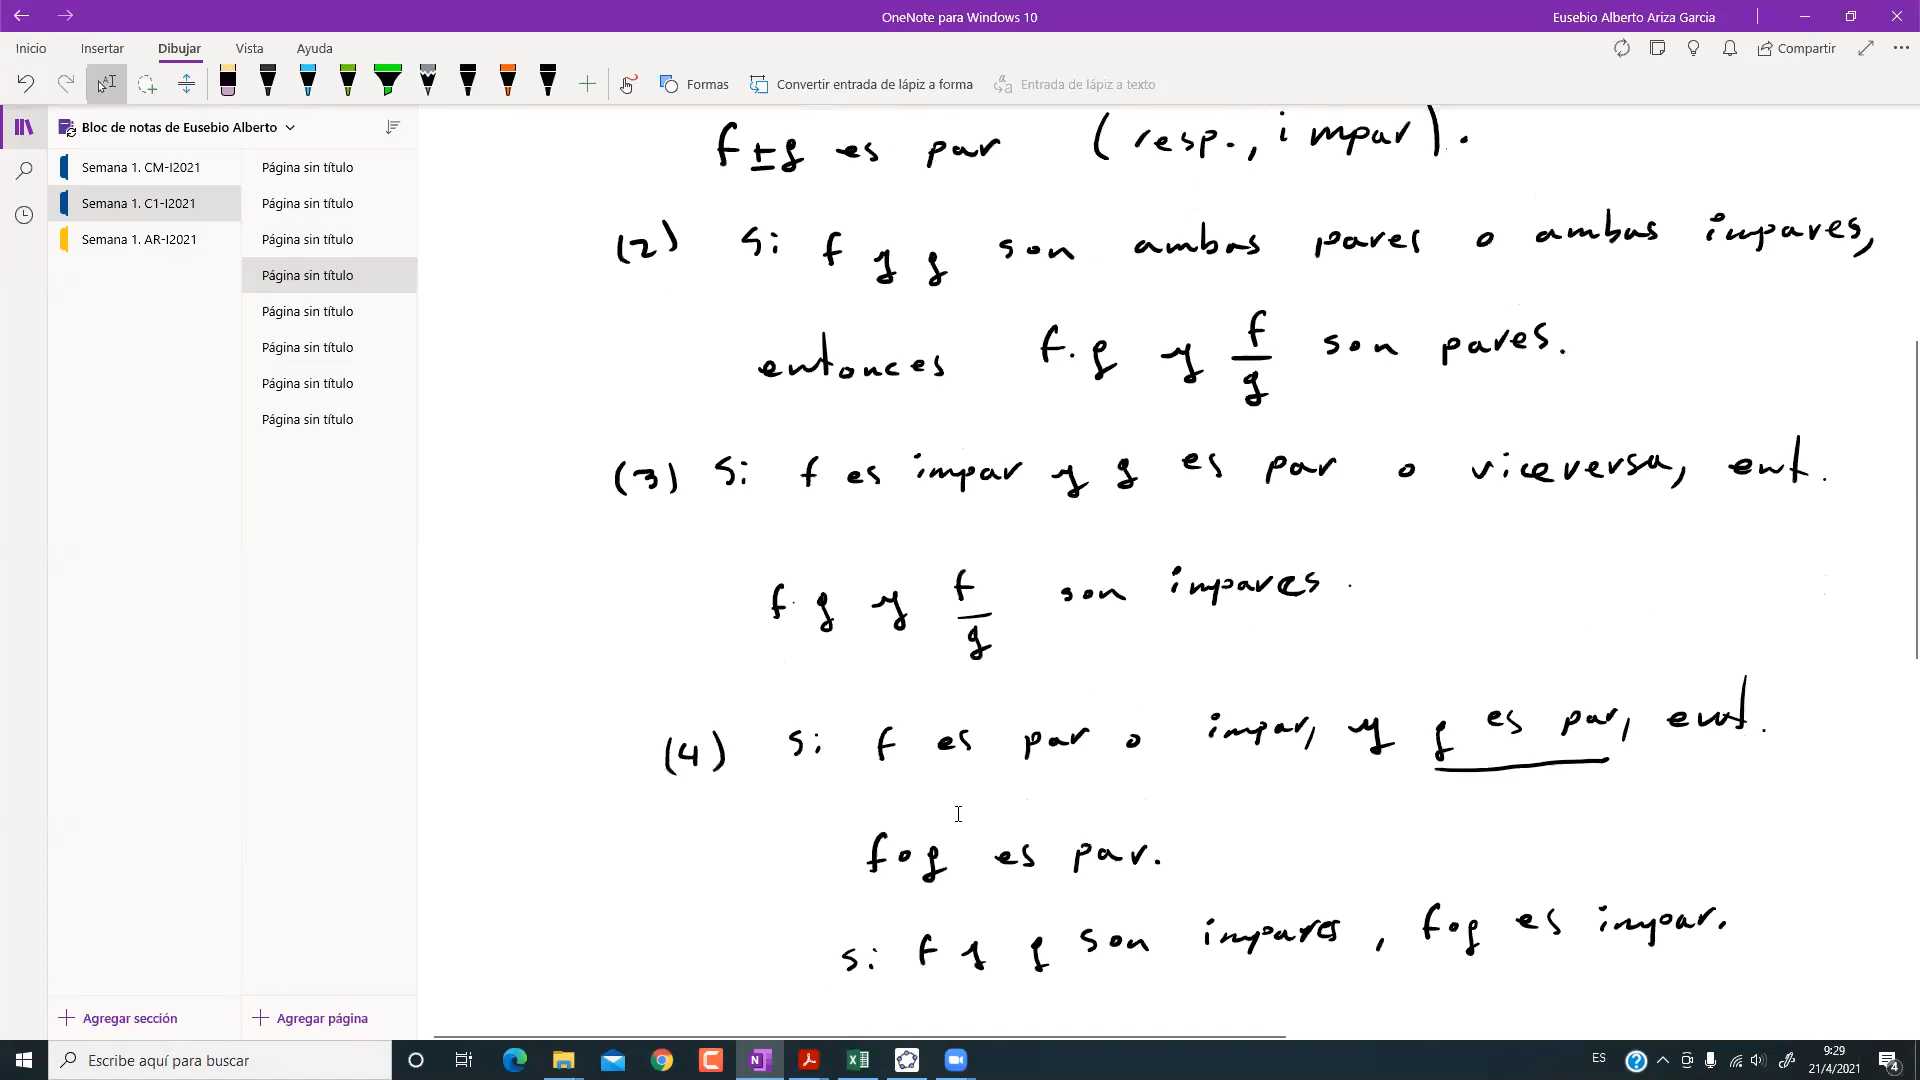 OneNote para Windows 10
Eusebio Alberto Ariza Garcia
Inicio Insertar Dibujar Vista Ayuda
Compartir
Formas
Convertir entrada de lápiz a forma
Entrada de lápiz a texto
Bloc de notas de Eusebio Alberto
Semana 1. CM-I2021
Semana 1. C1-I2021
Semana 1. AR-I2021
Página sin título
Página sin título
Página sin título
Página sin título
Página sin título
Página sin título
Página sin título
Página sin título
Agregar sección
Agregar página
f±g es par (resp., impar).
(2) Si f y g son ambas pares o ambas impares,
entonces f.g y f/g son pares.
(3) Si f es impar y g es par o viceversa, ent.
f.g y f/g son impares.
(4) Si f es par o impar, y g es par, ent.
fog es par.
Si f y g son impares, fog es impar.
Escribe aquí para buscar
ES
9:29
21/4/2021
4